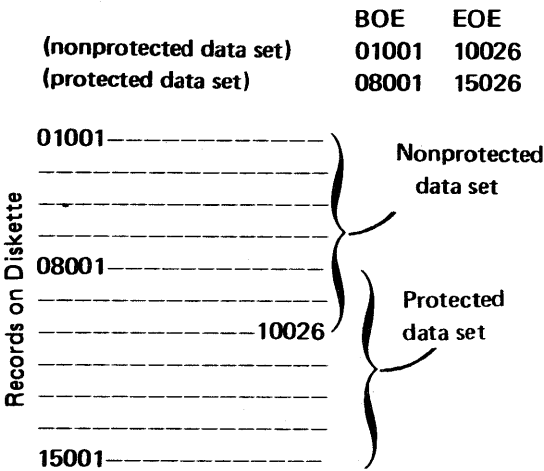 BOE EOE
(nonprotected data set) 01001 10026
(protected data set) 08001 15026
01001
Nonprotected
data set
08001
Protected
data set
10026
15001
Records on Diskette